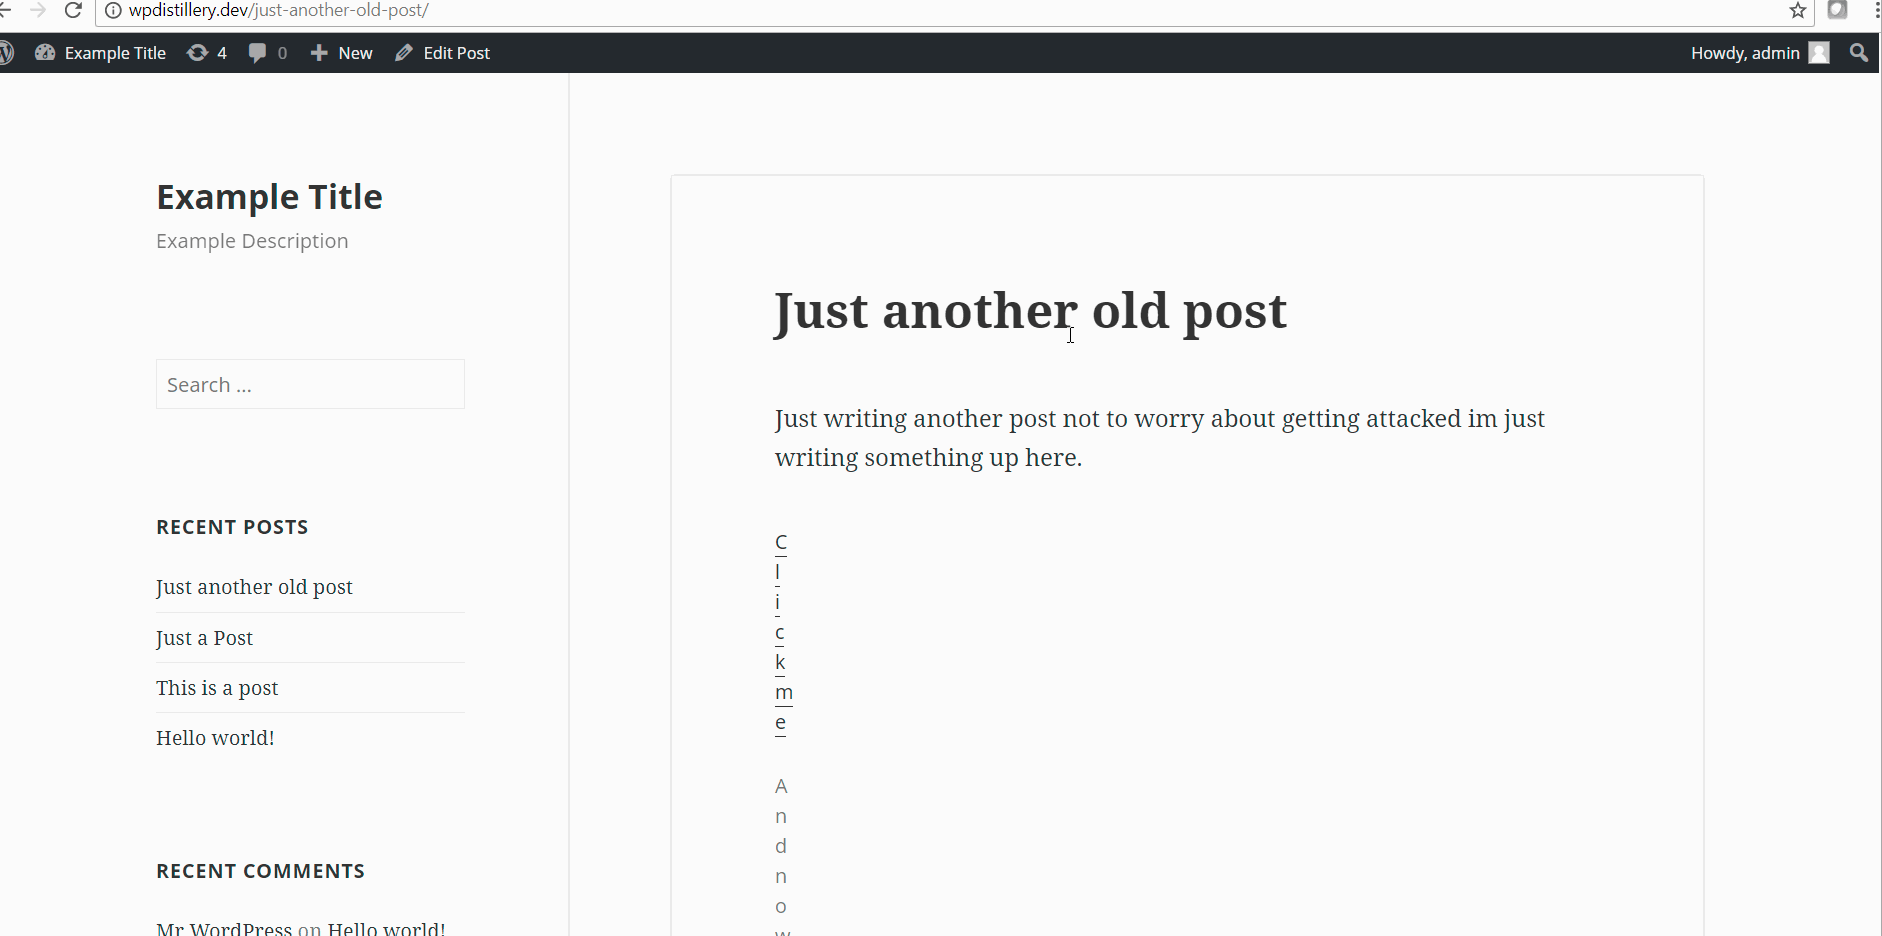 wpdistillery.dev/just-another-old-post/
Example Title 4 0 New Edit Post Howdy, admin
Example Title
Example Description
Search ...
RECENT POSTS
Just another old post
Just a Post
This is a post
Hello world!
RECENT COMMENTS
Mr WordPress on Hello world!
Just another old post
Just writing another post not to worry about getting attacked im just
writing something up here.
C
l
i
c
k
m
e
A
n
d
n
o
w